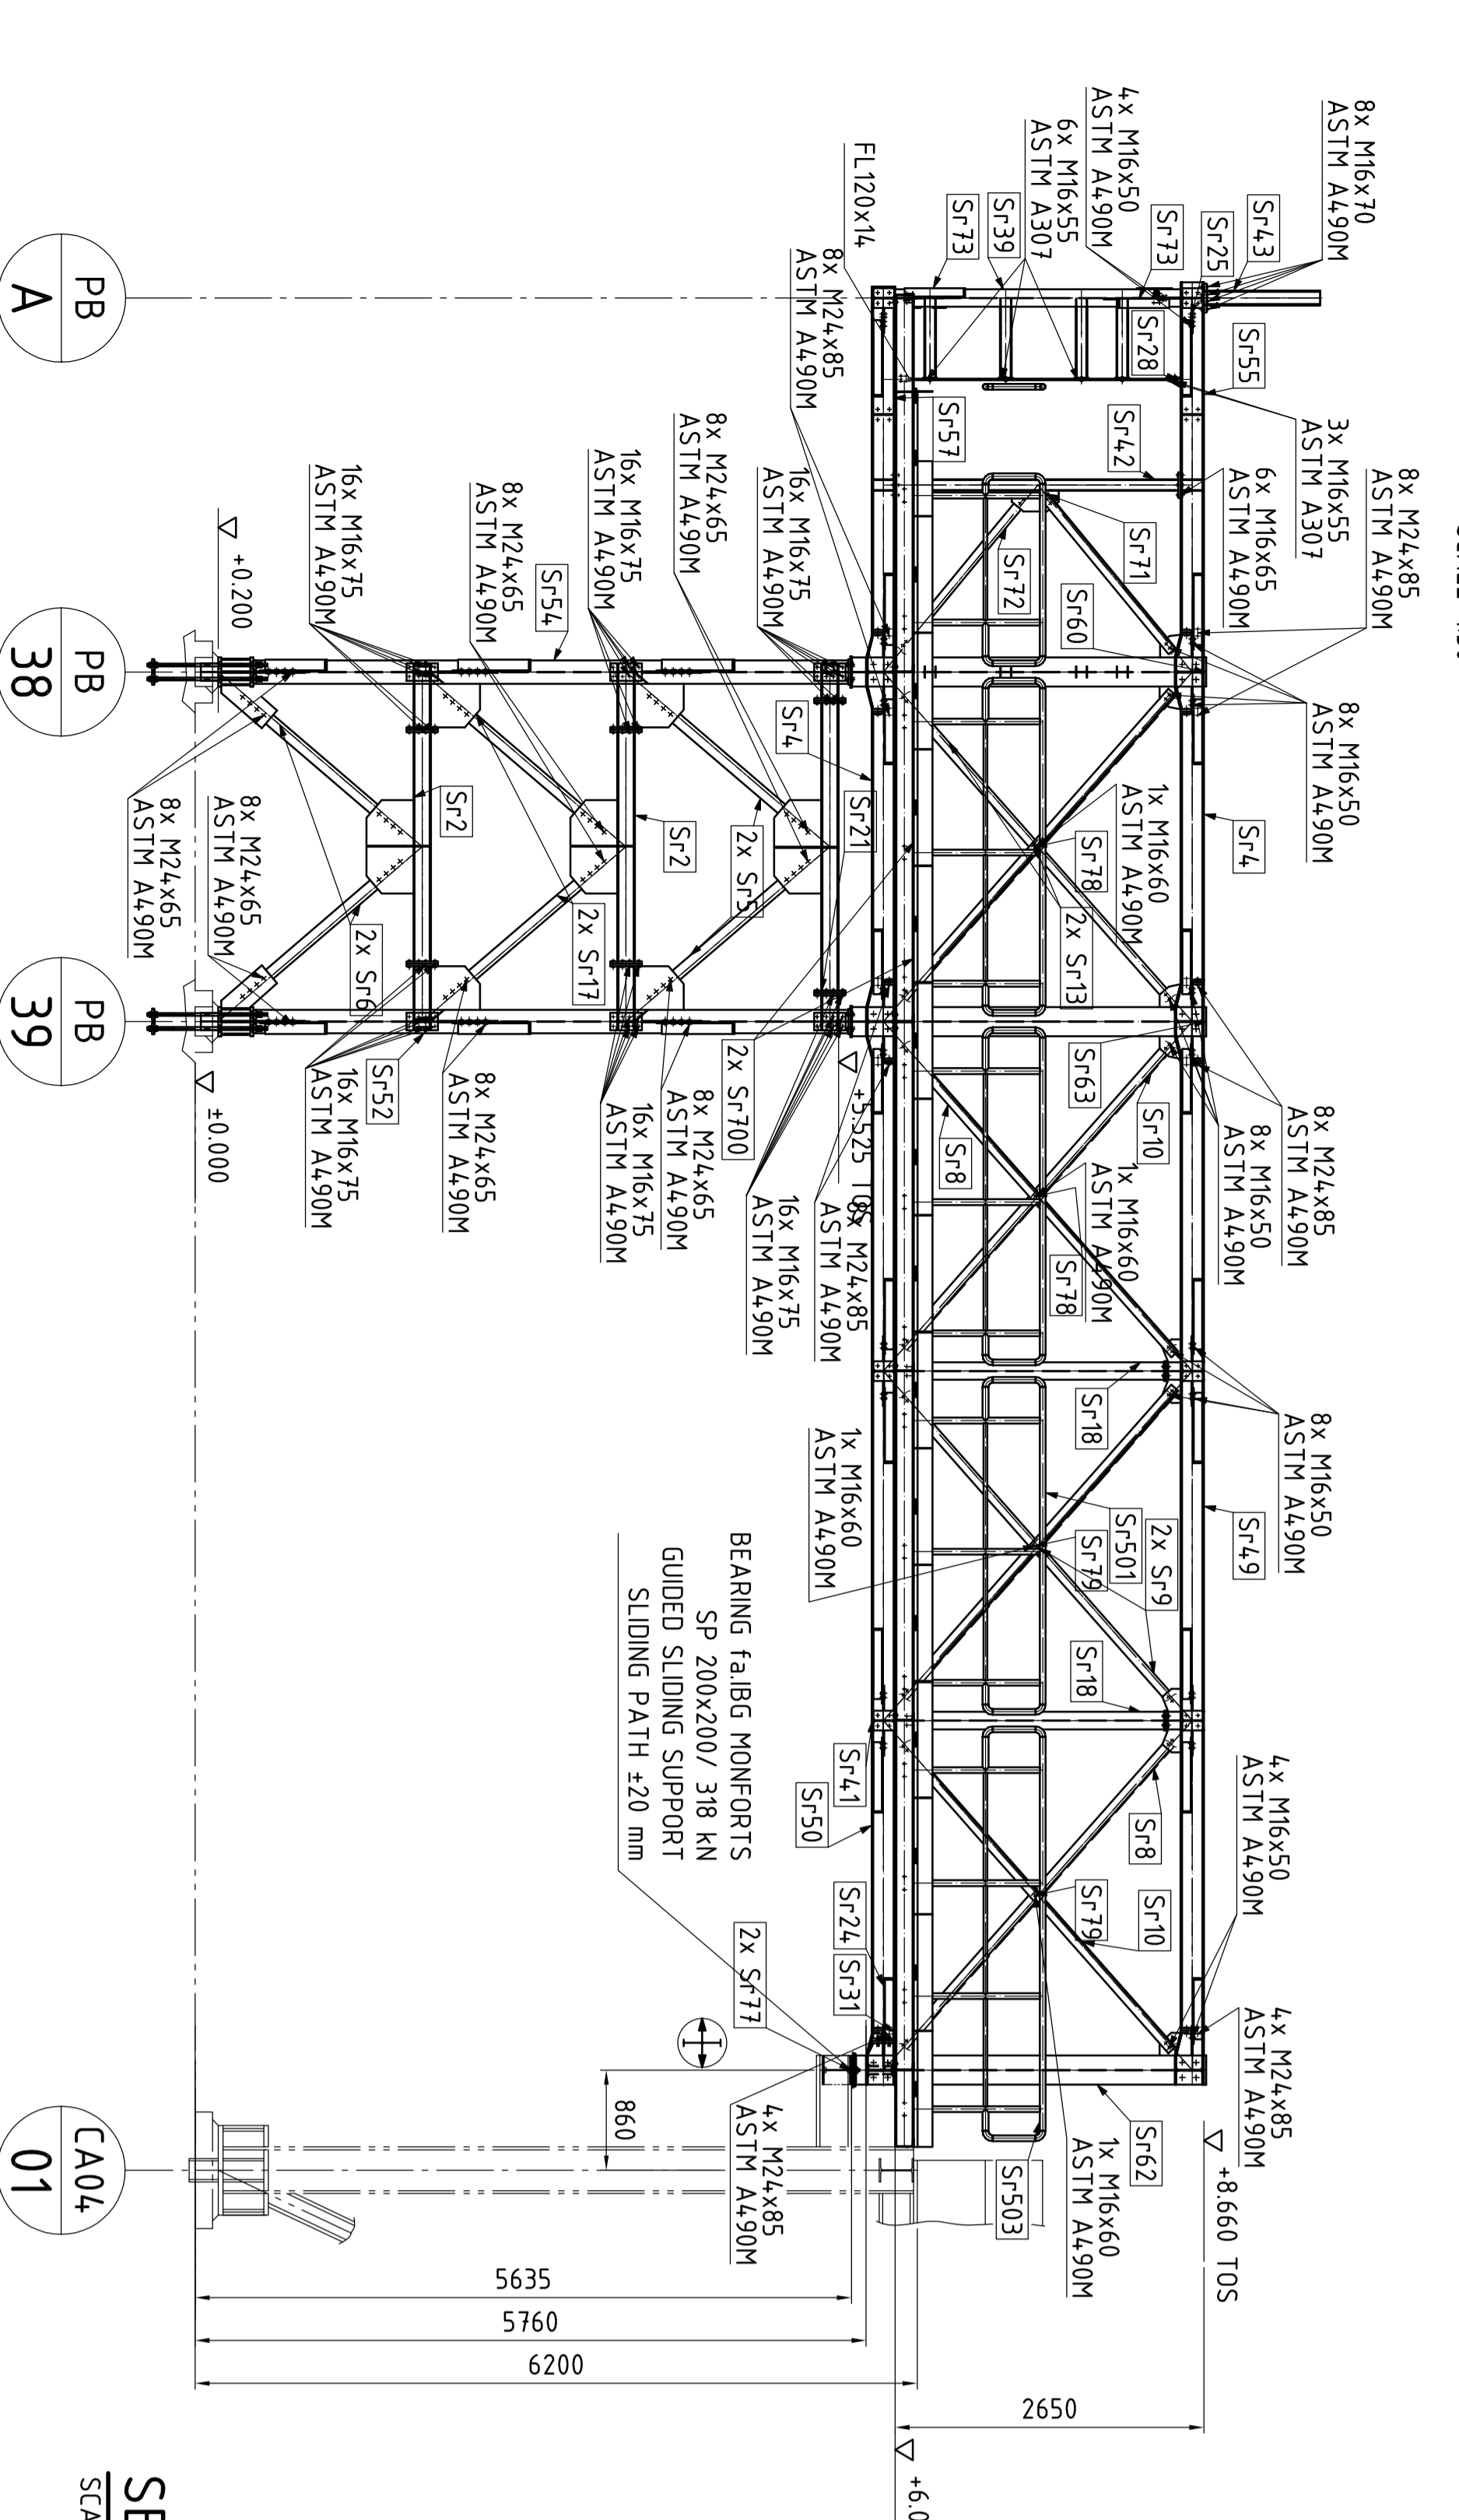 8x M16x70
ASTM A490M
4x M16x50
ASTM A490M
6x M16x55
ASTM A307
FL120x14
8x M24x85
ASTM A490M
Sr43
Sr25
Sr73
Sr39
Sr73
Sr55
Sr28
Sr42
Sr57
3x M16x55
ASTM A307
6x M16x65
ASTM A490M
8x M24x85
ASTM A490M
Sr71
Sr72
Sr60
8x M16x50
ASTM A490M
Sr4
Sr4
1x M16x60
ASTM A490M
Sr78
2x Sr13
Sr21
Sr63
Sr10
Sr8
8x M24x85
ASTM A490M
8x M16x50
ASTM A490M
1x M16x60
ASTM A490M
Sr78
Sr18
8x M16x50
ASTM A490M
Sr49
Sr501
2x Sr9
Sr79
1x M16x60
ASTM A490M
Sr18
Sr41
Sr50
Sr8
Sr10
Sr79
Sr24
Sr31
4x M16x50
ASTM A490M
4x M24x85
ASTM A490M
Sr62
1x M16x60
ASTM A490M
Sr503
+8.660 TOS
8x M24x65
ASTM A490M
16x M16x75
ASTM A490M
16x M16x75
ASTM A490M
8x M24x65
ASTM A490M
16x M16x75
ASTM A490M
Sr54
+0.200
Sr2
Sr2
2x Sr5
2x Sr17
2x Sr6
8x M24x65
ASTM A490M
8x M24x65
ASTM A490M
2x Sr700
+5.525 TOS
8x M24x85
ASTM A490M
16x M16x75
ASTM A490M
8x M24x65
ASTM A490M
16x M16x75
ASTM A490M
8x M24x65
ASTM A490M
Sr52
16x M16x75
ASTM A490M
±0.000
BEARING fa.IBG MONFORTS
SP 200x200/ 318 kN
GUIDED SLIDING SUPPORT
SLIDING PATH ±20 mm
2x Sr77
4x M24x85
ASTM A490M
860
5635
5760
6200
2650
PB
A
PB
38
PB
39
CA04
01